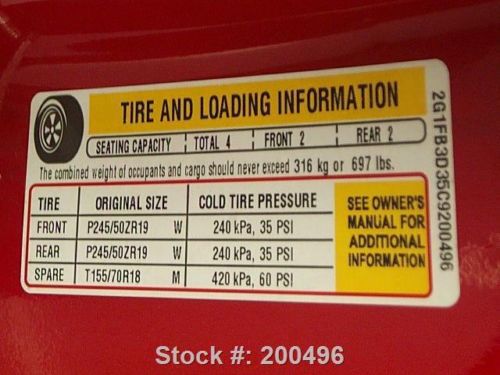 TIRE AND LOADING INFORMATION
SEATING CAPACITY TOTAL 4 FRONT 2 REAR 2
The combined weight of occupants and cargo should never exceed 316 kg or 697 lbs.
TIRE ORIGINAL SIZE COLD TIRE PRESSURE
FRONT P245/50ZR19 W 240 kPa, 35 PSI
REAR P245/50ZR19 W 240 kPa, 35 PSI
SPARE T155/70R18 M 420 kPa, 60 PSI
SEE OWNER'S
MANUAL FOR
ADDITIONAL
INFORMATION
2G1FB3D35C9200496
Stock #: 200496